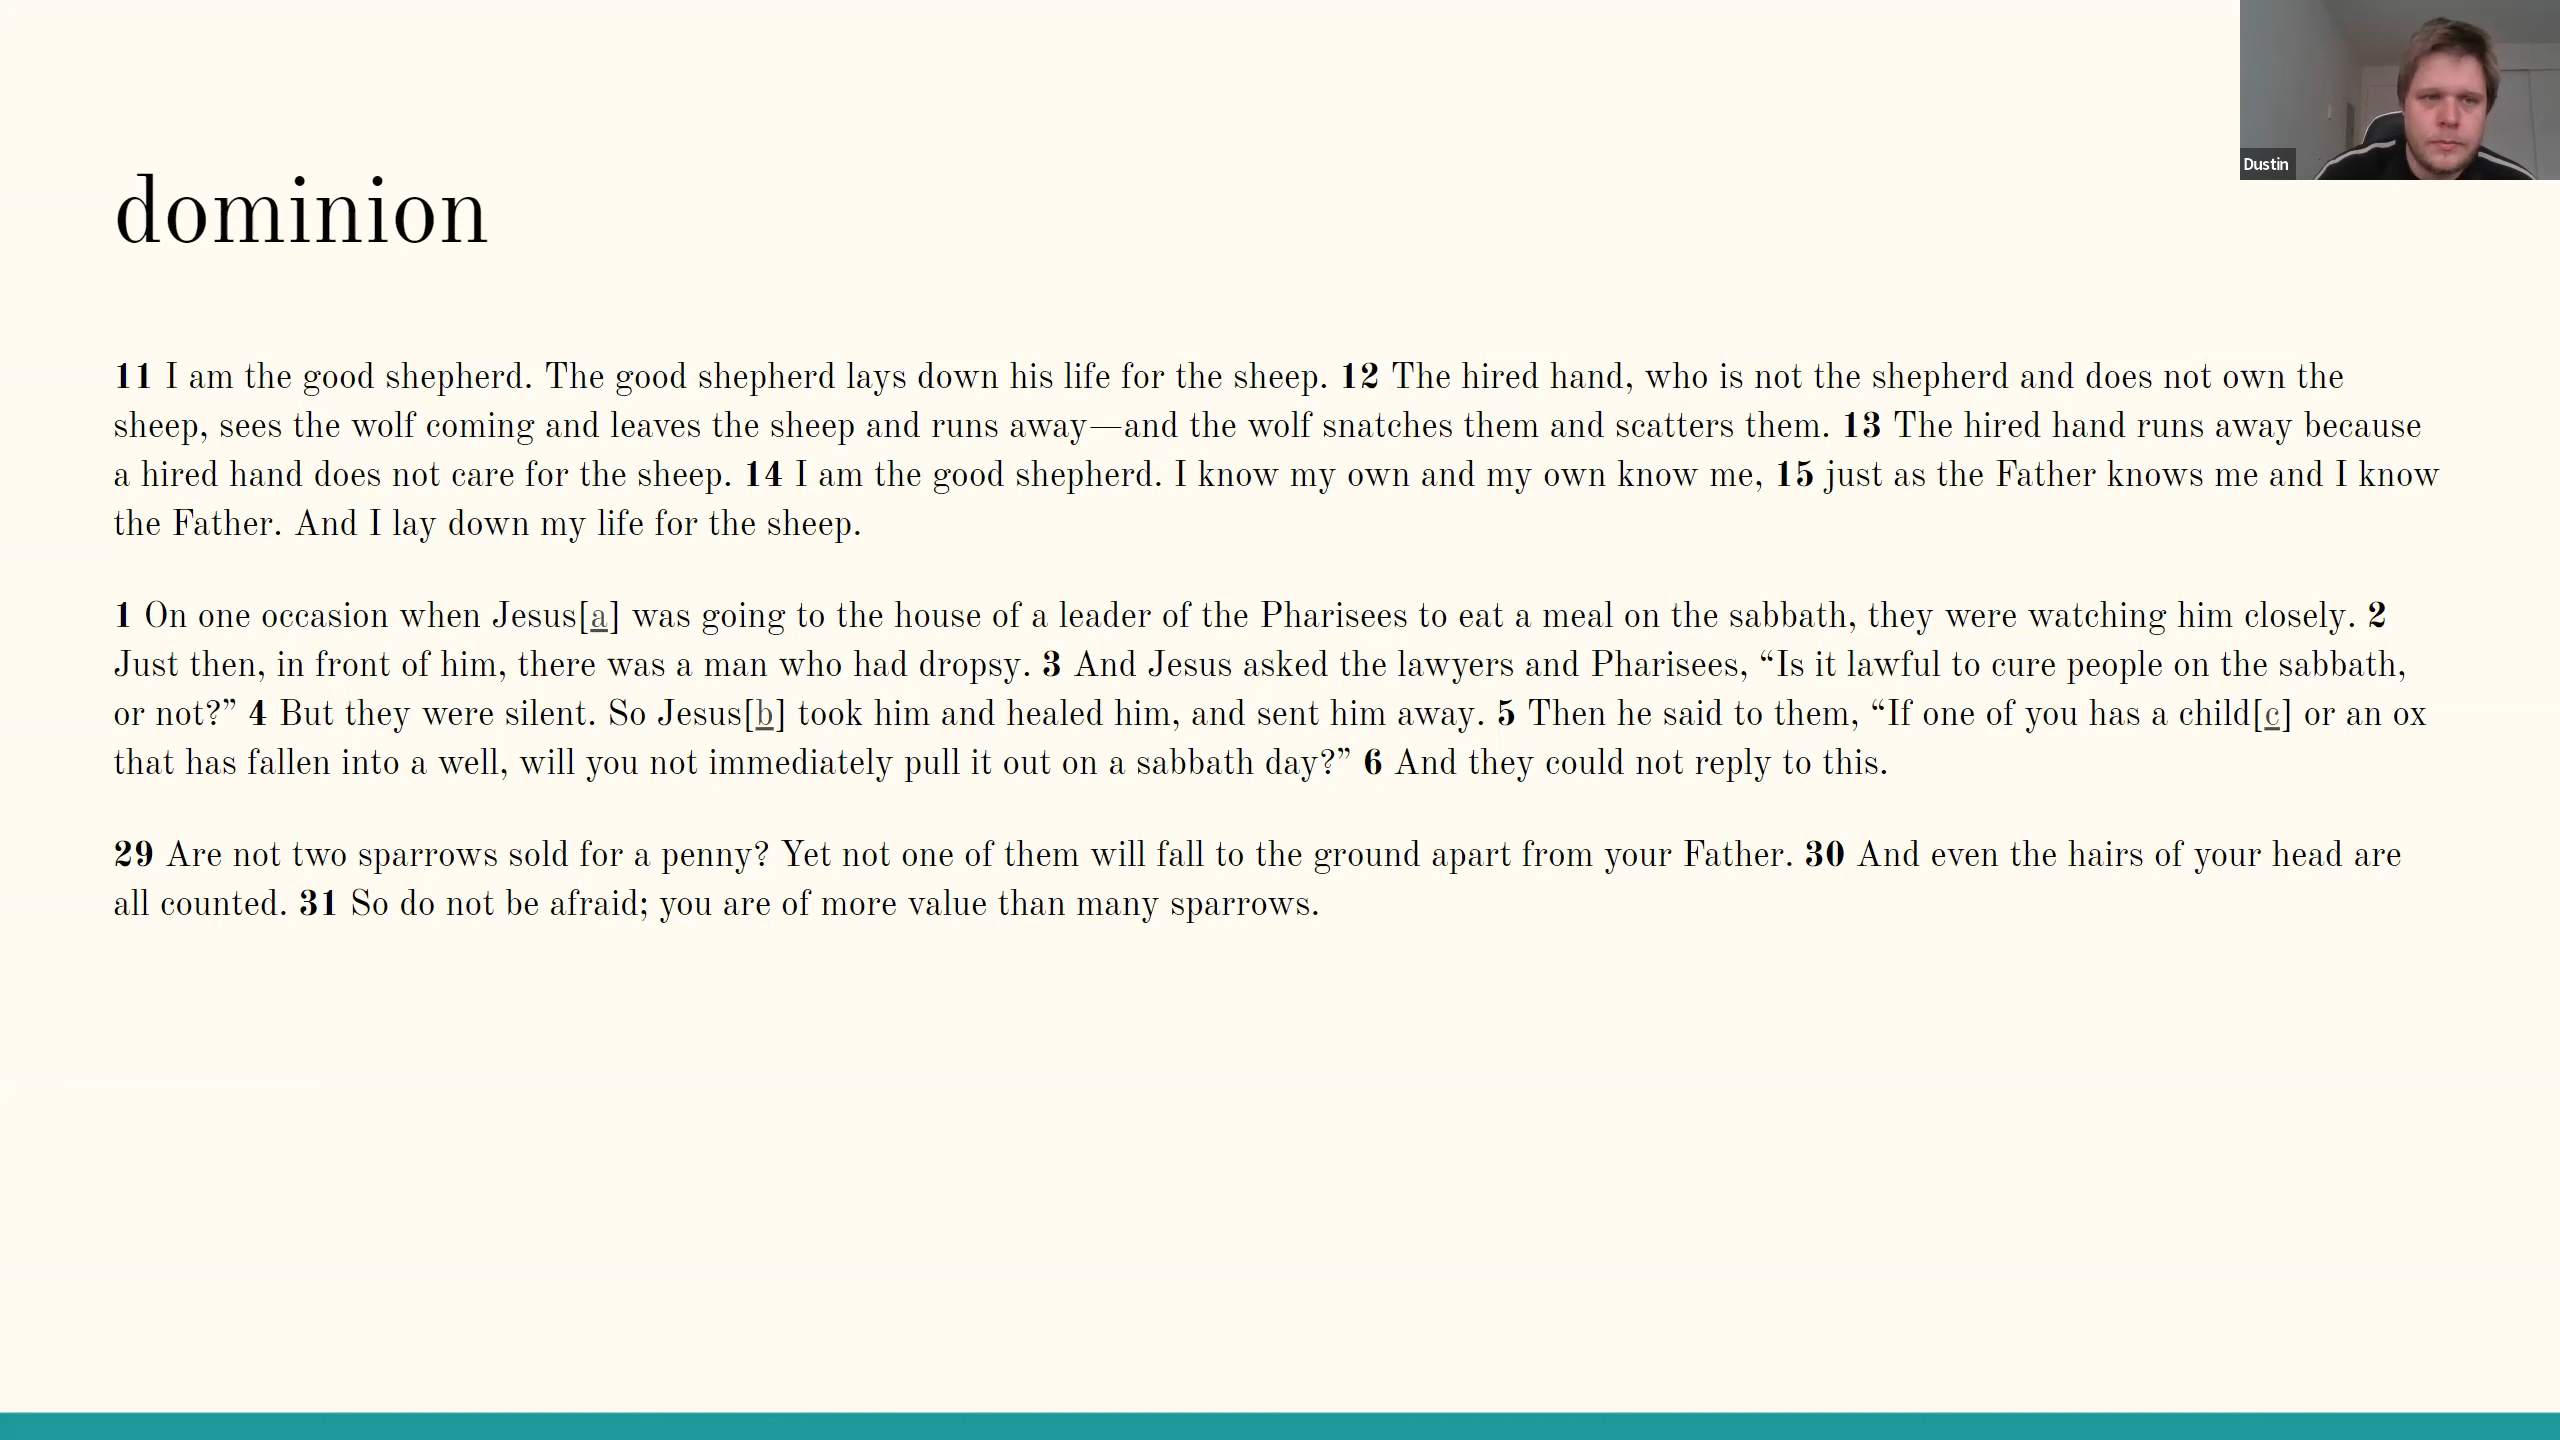 Dustin
dominion
11 I am the good shepherd. The good shepherd lays down his life for the sheep. 12 The hired hand, who is not the shepherd and does not own the
sheep, sees the wolf coming and leaves the sheep and runs away—and the wolf snatches them and scatters them. 13 The hired hand runs away because
a hired hand does not care for the sheep. 14 I am the good shepherd. I know my own and my own know me, 15 just as the Father knows me and I know
the Father. And I lay down my life for the sheep.
1 On one occasion when Jesus[a] was going to the house of a leader of the Pharisees to eat a meal on the sabbath, they were watching him closely. 2
Just then, in front of him, there was a man who had dropsy. 3 And Jesus asked the lawyers and Pharisees, “Is it lawful to cure people on the sabbath,
or not?” 4 But they were silent. So Jesus[b] took him and healed him, and sent him away. 5 Then he said to them, “If one of you has a child[c] or an ox
that has fallen into a well, will you not immediately pull it out on a sabbath day?” 6 And they could not reply to this.
29 Are not two sparrows sold for a penny? Yet not one of them will fall to the ground apart from your Father. 30 And even the hairs of your head are
all counted. 31 So do not be afraid; you are of more value than many sparrows.